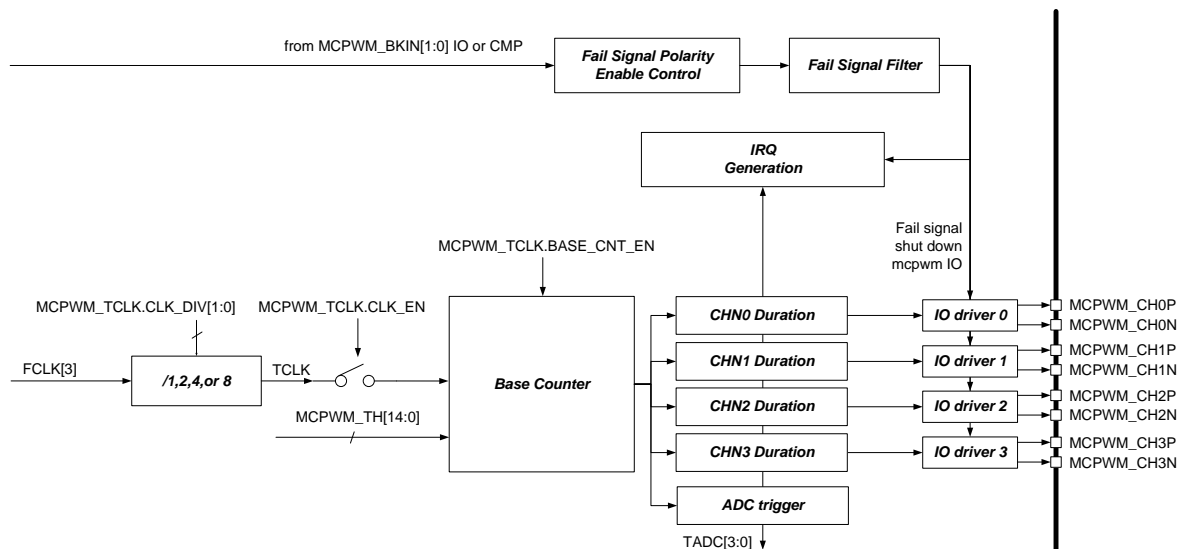 from MCPWM_BKIN[1:0] IO or CMP
Fail Signal Polarity
Enable Control
Fail Signal Filter
IRQ
Generation
Fail signal
shut down
mcpwm IO
MCPWM_TCLK.BASE_CNT_EN
MCPWM_TCLK.CLK_DIV[1:0]
MCPWM_TCLK.CLK_EN
FCLK[3]
/1,2,4,or 8
TCLK
MCPWM_TH[14:0]
Base Counter
CHN0 Duration
CHN1 Duration
CHN2 Duration
CHN3 Duration
ADC trigger
TADC[3:0]
IO driver 0
IO driver 1
IO driver 2
IO driver 3
MCPWM_CH0P
MCPWM_CH0N
MCPWM_CH1P
MCPWM_CH1N
MCPWM_CH2P
MCPWM_CH2N
MCPWM_CH3P
MCPWM_CH3N